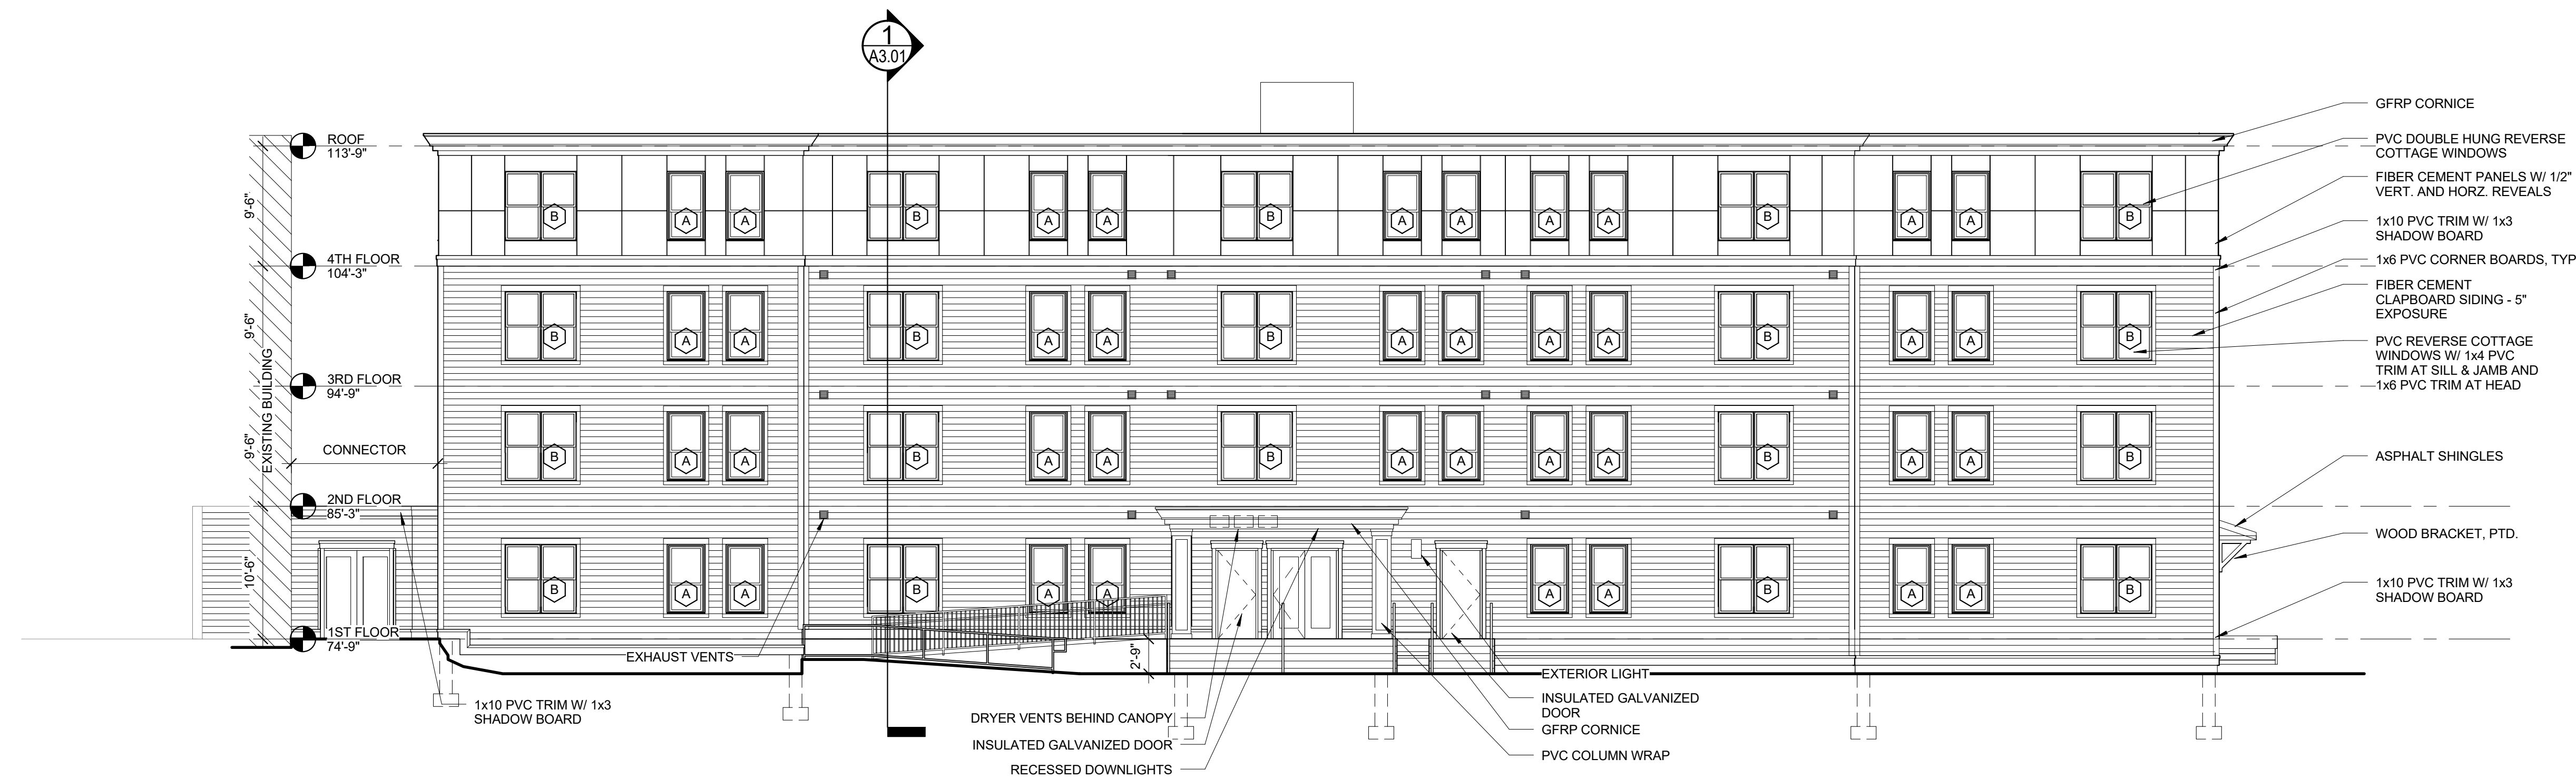 1
A3.01
ROOF
113'-9"
4TH FLOOR
104'-3"
3RD FLOOR
94'-9"
2ND FLOOR
85'-3"
1ST FLOOR
74'-9"
9'-6"
9'-6"
9'-6"
10'-6"
EXISTING BUILDING
CONNECTOR
B A A B A A B A A A A B A A B
B A A B A A B A A A A B A A B
B A A B A A B A A A A B A A B
B A A B A A A A B A A B
GFRP CORNICE
PVC DOUBLE HUNG REVERSE
COTTAGE WINDOWS
FIBER CEMENT PANELS W/ 1/2"
VERT. AND HORZ. REVEALS
1x10 PVC TRIM W/ 1x3
SHADOW BOARD
1x6 PVC CORNER BOARDS, TYP
FIBER CEMENT
CLAPBOARD SIDING - 5"
EXPOSURE
PVC REVERSE COTTAGE
WINDOWS W/ 1x4 PVC
TRIM AT SILL & JAMB AND
1x6 PVC TRIM AT HEAD
ASPHALT SHINGLES
WOOD BRACKET, PTD.
1x10 PVC TRIM W/ 1x3
SHADOW BOARD
EXHAUST VENTS
2'-9"
1x10 PVC TRIM W/ 1x3
SHADOW BOARD
DRYER VENTS BEHIND CANOPY
INSULATED GALVANIZED DOOR
RECESSED DOWNLIGHTS
EXTERIOR LIGHT
INSULATED GALVANIZED
DOOR
GFRP CORNICE
PVC COLUMN WRAP